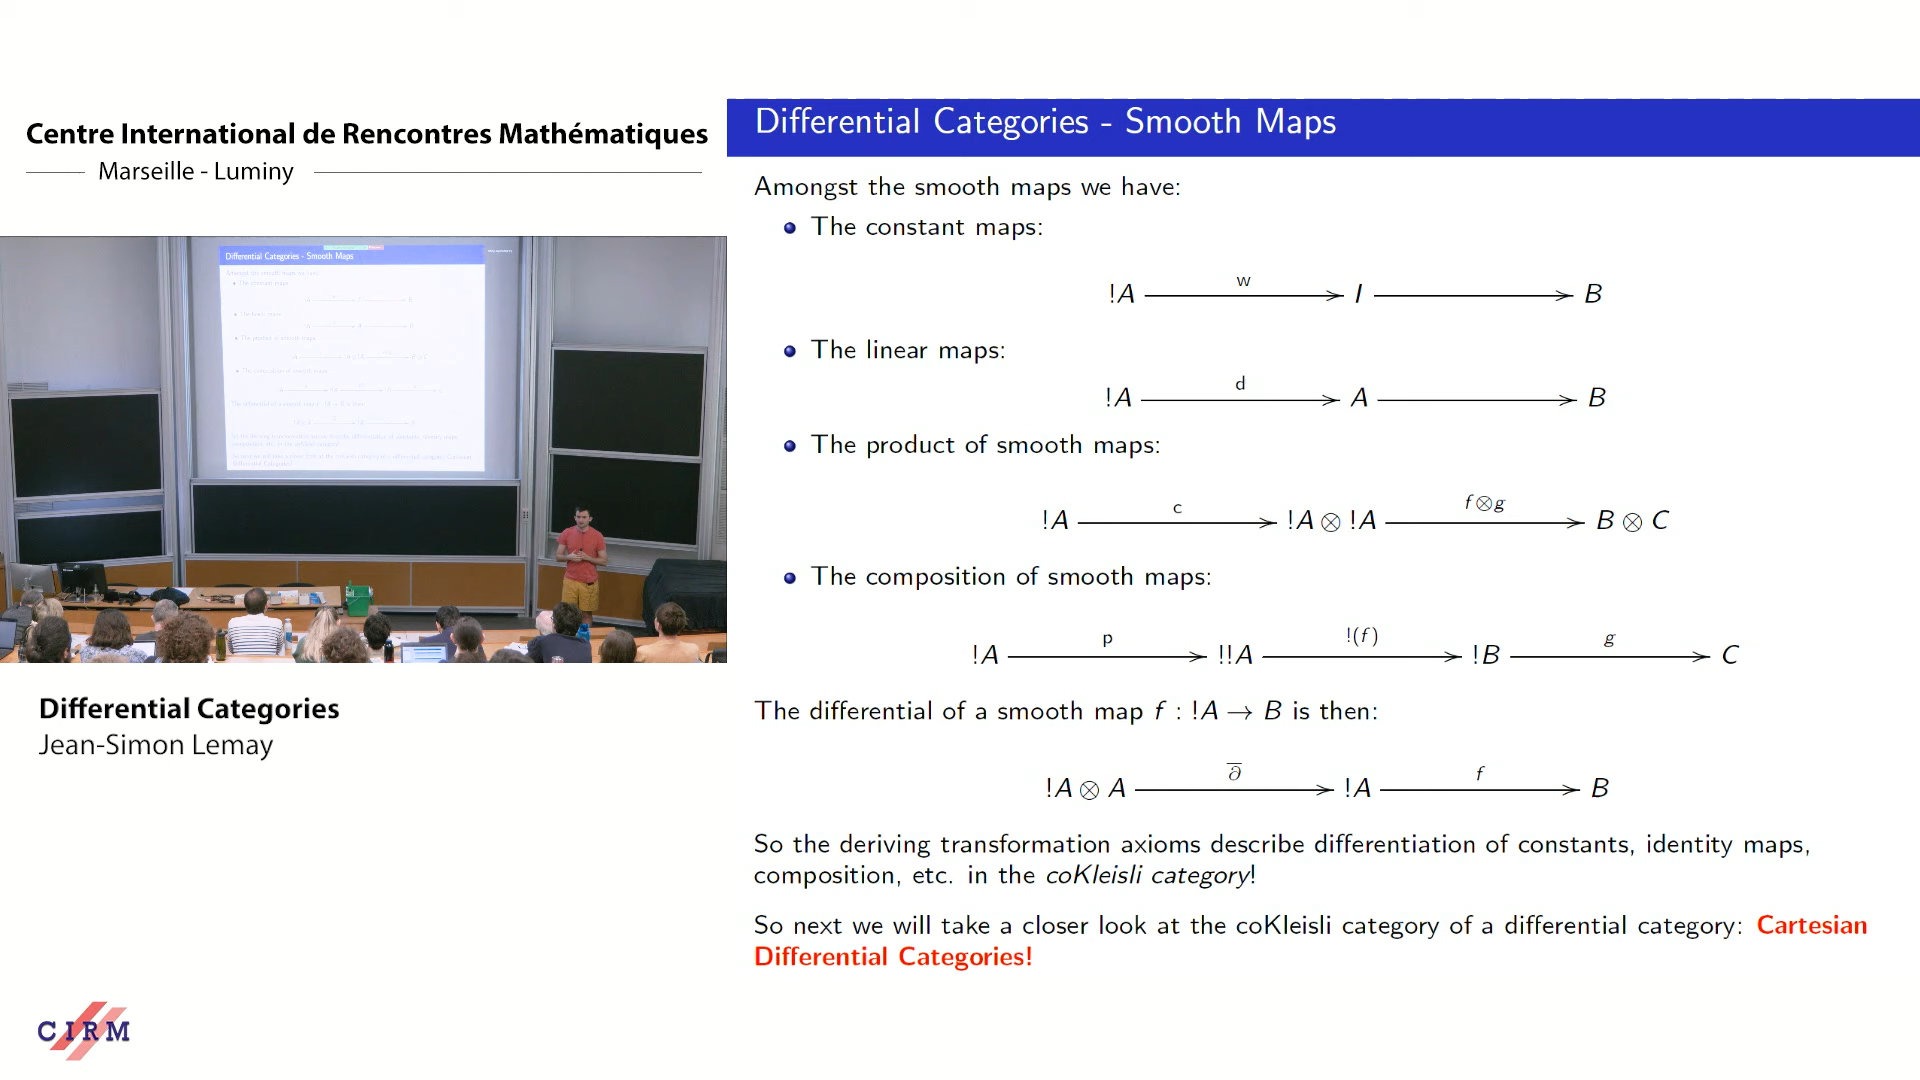 Centre International de Rencontres Mathématiques
Marseille - Luminy
Differential Categories - Smooth Maps
Differential Categories
Jean-Simon Lemay
CIRM
Differential Categories - Smooth Maps
Amongst the smooth maps we have:
• The constant maps:
!A w I B
• The linear maps:
!A d A B
• The product of smooth maps:
!A c !A ⊗ !A f⊗g B ⊗ C
• The composition of smooth maps:
!A p !!A !(f) !B g C
The differential of a smooth map f : !A → B is then:
!A ⊗ A ∂̅ !A f B
So the deriving transformation axioms describe differentiation of constants, identity maps,
composition, etc. in the coKleisli category!
So next we will take a closer look at the coKleisli category of a differential category: Cartesian
Differential Categories!